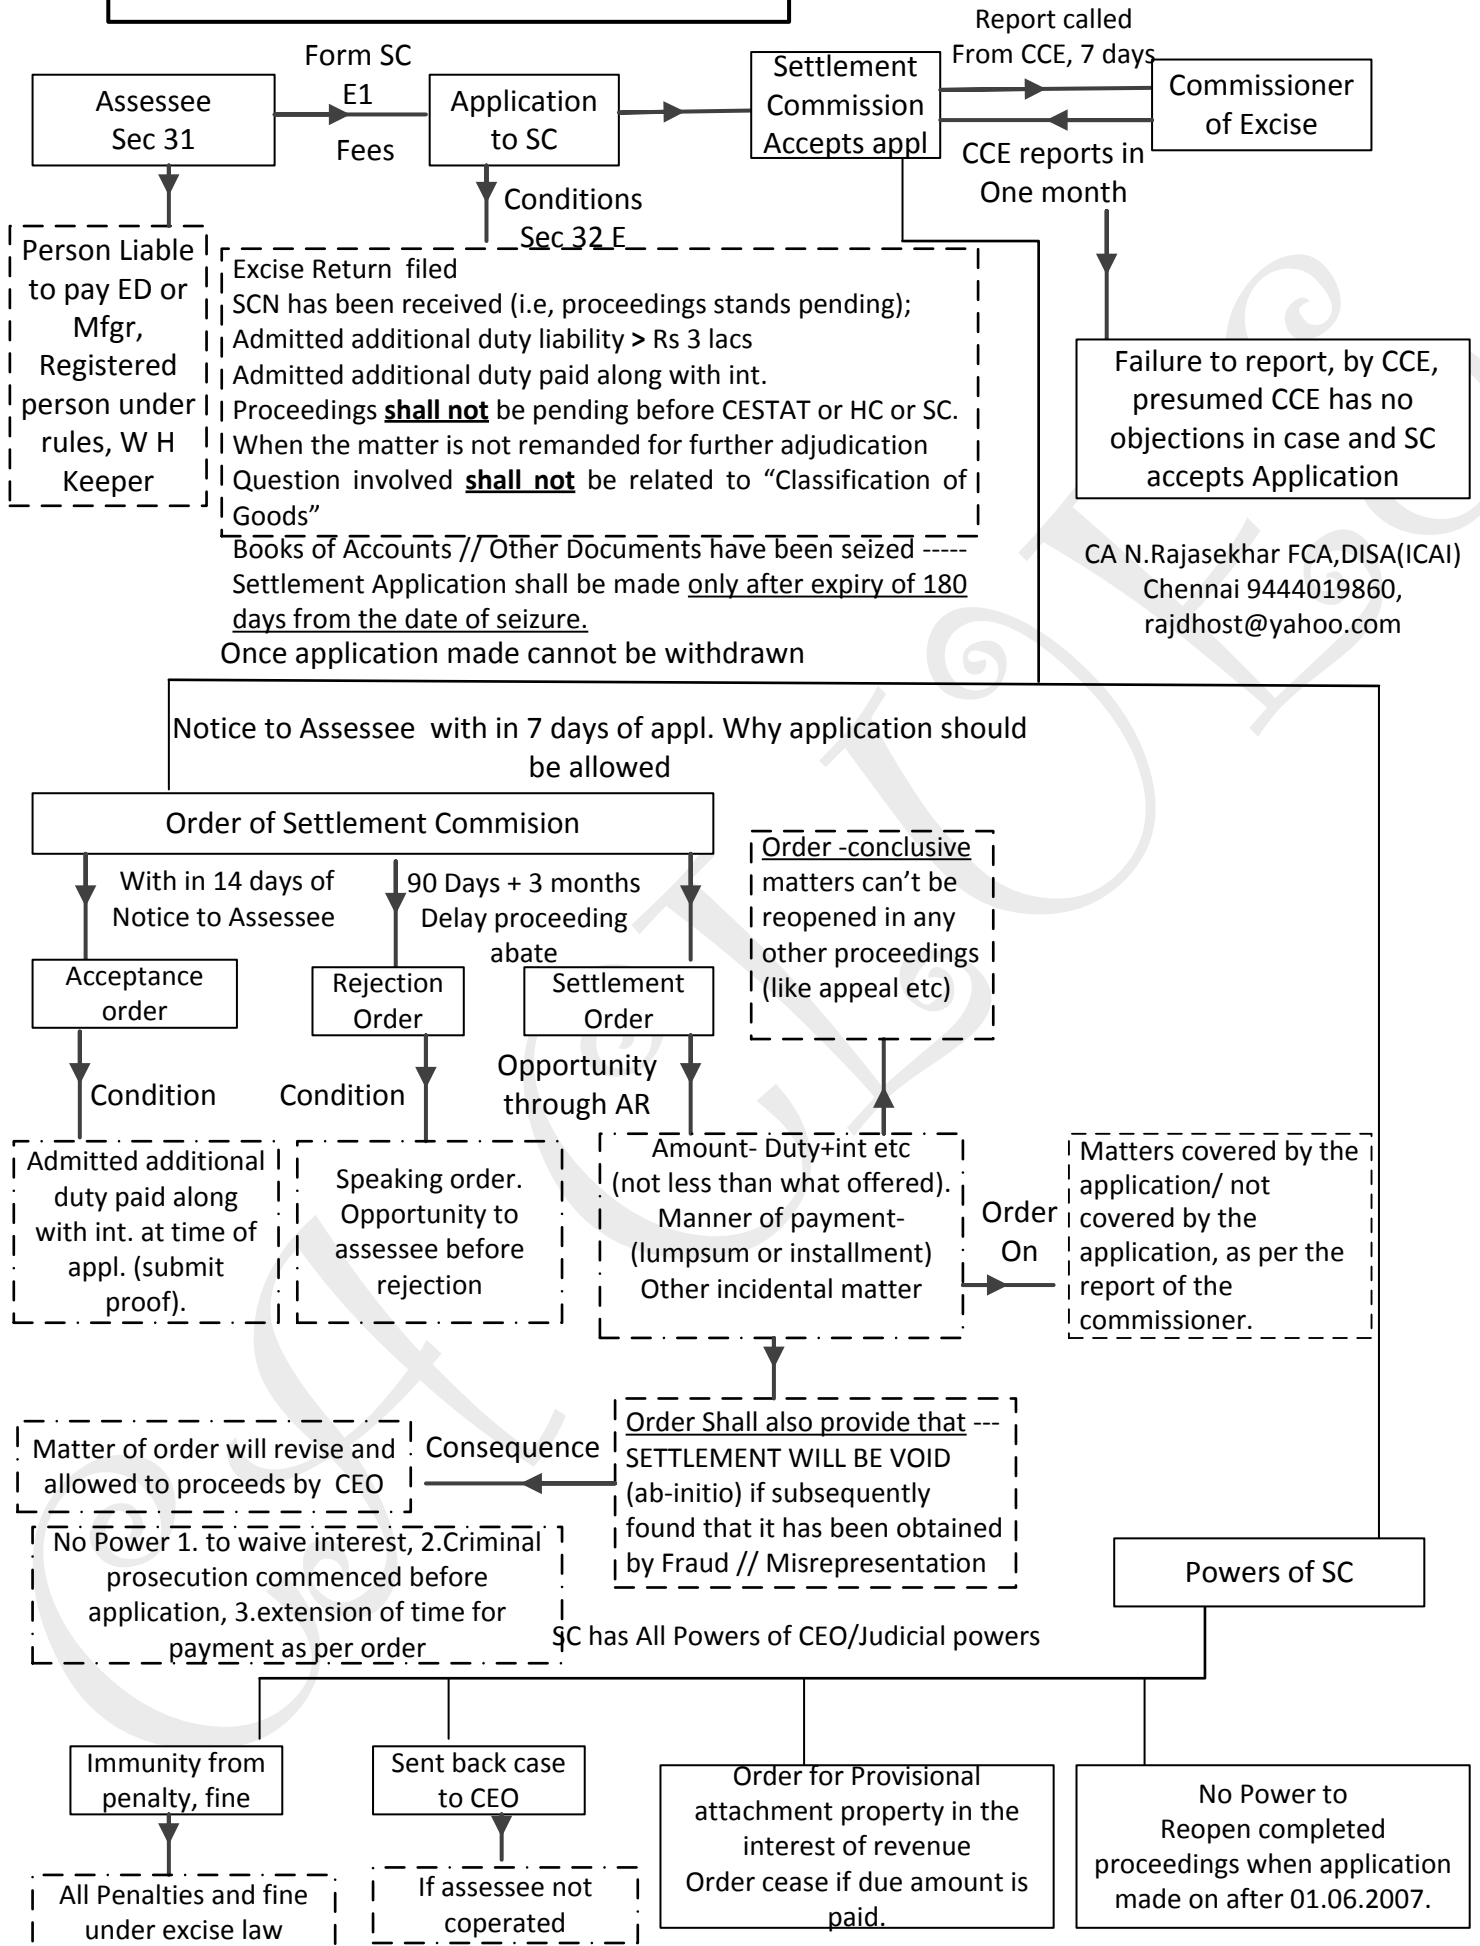 Form SC
E1
Fees
Assessee
Sec 31
Application
to SC
Settlement
Commission
Accepts appl
Report called
From CCE, 7 days
Commissioner
of Excise
CCE reports in
One month
Conditions
Sec 32 E
Person Liable
to pay ED or
Mfgr,
Registered
person under
rules, W H
Keeper
Excise Return filed
SCN has been received (i.e, proceedings stands pending);
Admitted additional duty liability > Rs 3 lacs
Admitted additional duty paid along with int.
Proceedings shall not be pending before CESTAT or HC or SC.
When the matter is not remanded for further adjudication
Question involved shall not be related to “Classification of
Goods”
Books of Accounts // Other Documents have been seized -----
Settlement Application shall be made only after expiry of 180
days from the date of seizure.
Once application made cannot be withdrawn
Failure to report, by CCE,
presumed CCE has no
objections in case and SC
accepts Application
CA N.Rajasekhar FCA,DISA(ICAI)
Chennai 9444019860,
rajdhost@yahoo.com
Notice to Assessee with in 7 days of appl. Why application should
be allowed
Order of Settlement Commision
With in 14 days of
Notice to Assessee
90 Days + 3 months
Delay proceeding
abate
Order -conclusive
matters can’t be
reopened in any
other proceedings
(like appeal etc)
Acceptance
order
Rejection
Order
Settlement
Order
Condition
Condition
Opportunity
through AR
Admitted additional
duty paid along
with int. at time of
appl. (submit
proof).
Speaking order.
Opportunity to
assessee before
rejection
Amount- Duty+int etc
(not less than what offered).
Manner of payment-
(lumpsum or installment)
Other incidental matter
Order
On
Matters covered by the
application/ not
covered by the
application, as per the
report of the
commissioner.
Matter of order will revise and
allowed to proceeds by CEO
Consequence
Order Shall also provide that ---
SETTLEMENT WILL BE VOID
(ab-initio) if subsequently
found that it has been obtained
by Fraud // Misrepresentation
No Power 1. to waive interest, 2.Criminal
prosecution commenced before
application, 3.extension of time for
payment as per order
Powers of SC
SC has All Powers of CEO/Judicial powers
Immunity from
penalty, fine
Sent back case
to CEO
Order for Provisional
attachment property in the
interest of revenue
Order cease if due amount is
paid.
No Power to
Reopen completed
proceedings when application
made on after 01.06.2007.
All Penalties and fine
under excise law
If assessee not
coperated
CA CLUE